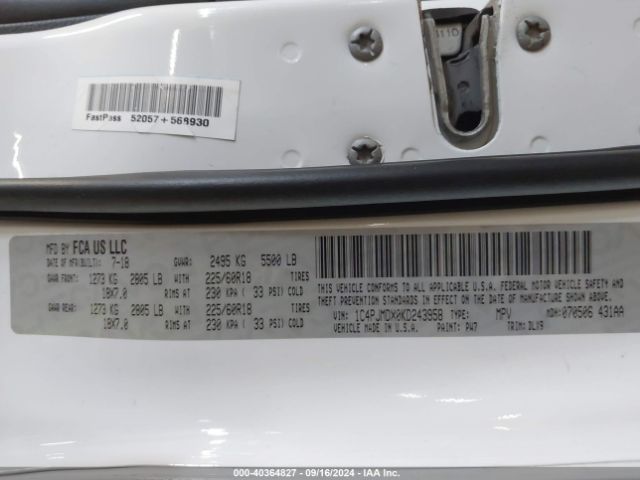 111D
FastPass 52057+568930
MFD BY FCA US LLC
DATE OF MFR(BUILT): 7-18 GVWR: 2495 KG 5500 LB
GAWR FRONT: 1273 KG 2805 LB WITH 225/60R18 TIRES
18X7.0 RIMS AT 230 KPA ( 33 PSI) COLD
GAWR REAR: 1273 KG 2805 LB WITH 225/60R18 TIRES
18X7.0 RIMS AT 230 KPA ( 33 PSI) COLD
THIS VEHICLE CONFORMS TO ALL APPLICABLE U.S.A. FEDERAL MOTOR VEHICLE SAFETY AND
THEFT PREVENTION STANDARDS IN EFFECT ON THE DATE OF MANUFACTURE SHOWN ABOVE.
MADE IN U.S.A.
VIN: 1C4PJMDX0KD243958 TYPE: MPV MDH: 070506 431AA
PAINT: PW7 TRIM: DLX9
000-40364827 - 09/16/2024 - IAA Inc.